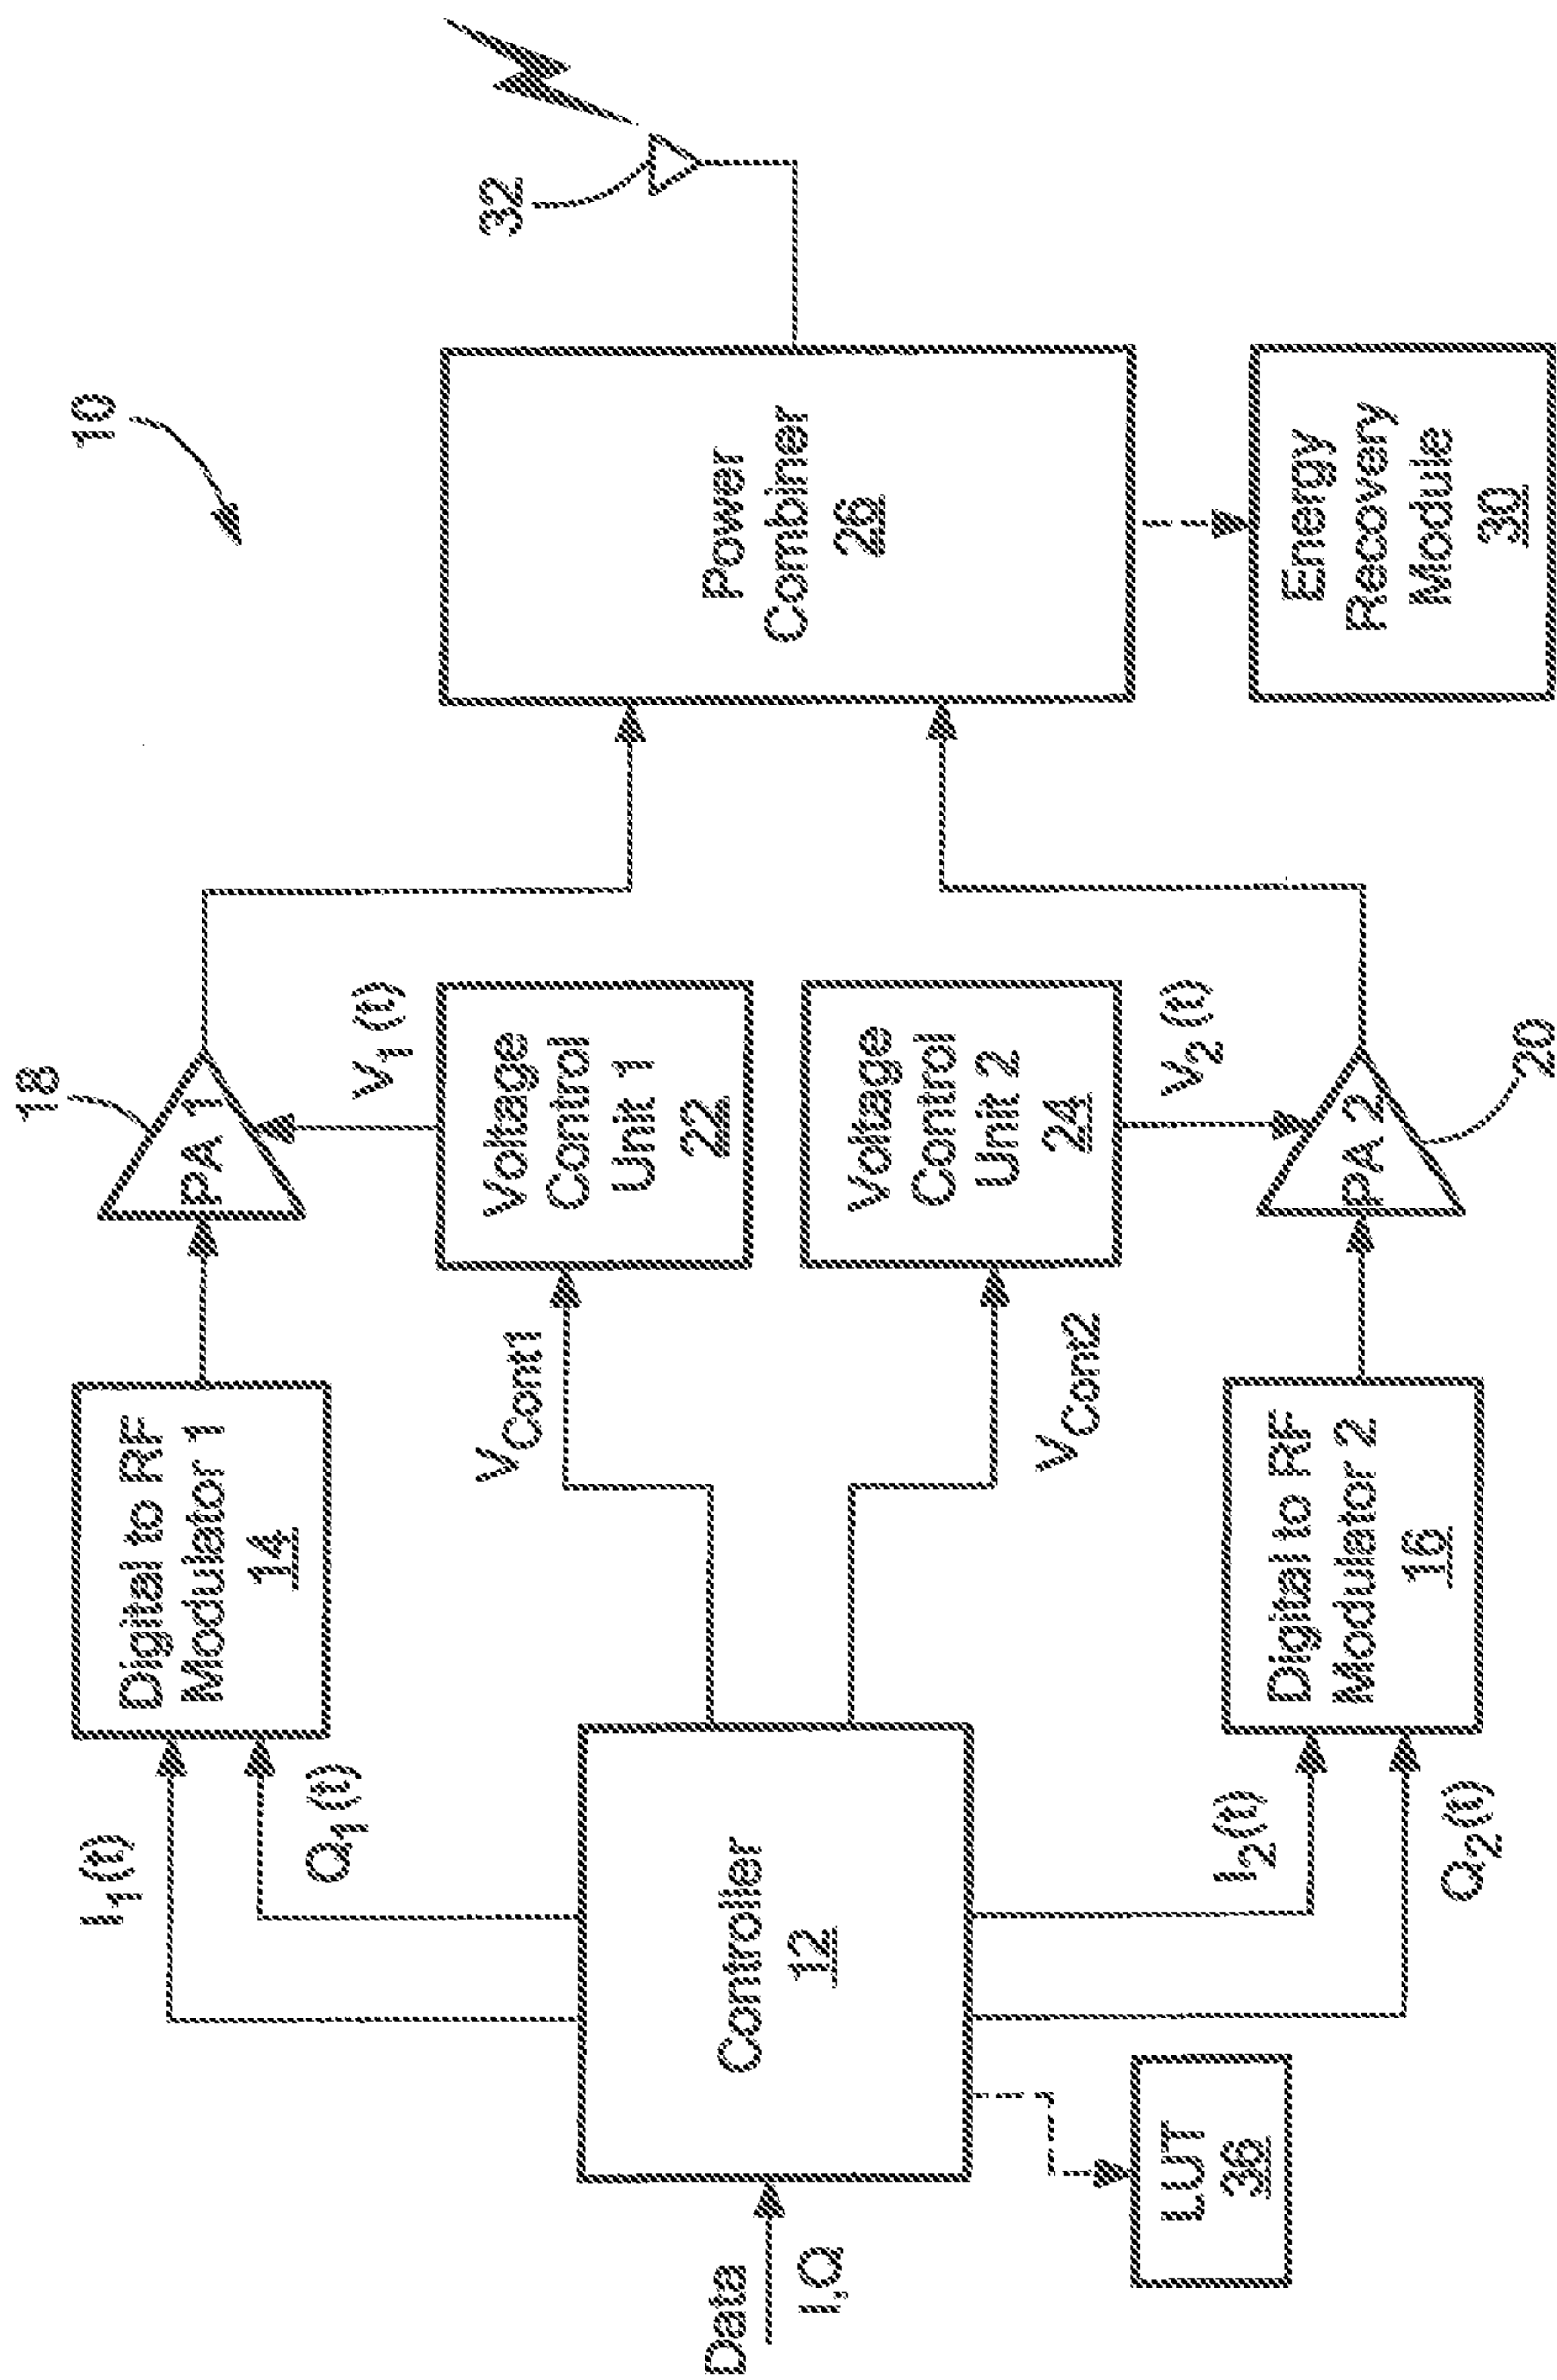 10
18
PA 1
Digital to RF
Modulator 1
14
I1(t)
Q1(t)
V1(t)
VCont1
Voltage
Control
Unit 1
22
32
Power
Combiner
26
Data
I,Q
Controller
12
Voltage
Control
Unit 2
24
VCont2
V2(t)
LUT
36
I2(t)
Q2(t)
Digital to RF
Modulator 2
16
PA 2
20
Energy
Recovery
Module
30